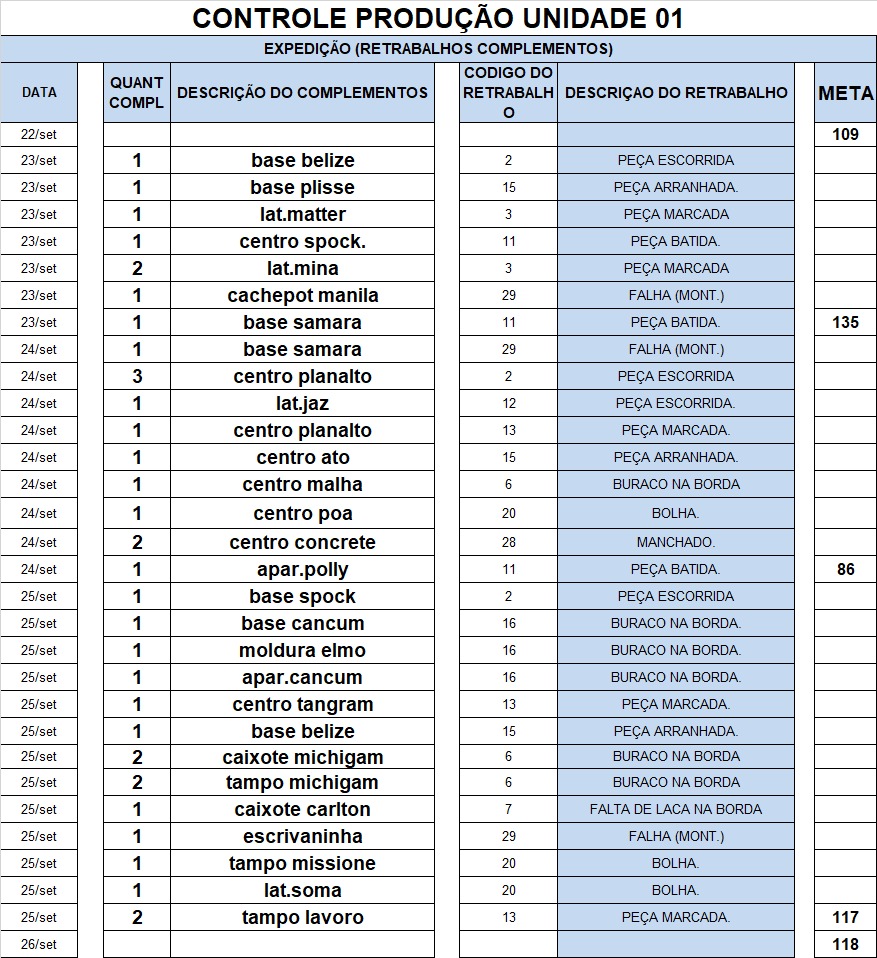 CONTROLE PRODUÇÃO UNIDADE 01
EXPEDIÇÃO (RETRABALHOS COMPLEMENTOS)
DATA QUANT COMPL DESCRIÇÃO DO COMPLEMENTOS CODIGO DO RETRABALHO DESCRIÇAO DO RETRABALHO META
22/set 109
23/set 1 base belize 2 PEÇA ESCORRIDA
23/set 1 base plisse 15 PEÇA ARRANHADA.
23/set 1 lat.matter 3 PEÇA MARCADA
23/set 1 centro spock. 11 PEÇA BATIDA.
23/set 2 lat.mina 3 PEÇA MARCADA
23/set 1 cachepot manila 29 FALHA (MONT.)
23/set 1 base samara 11 PEÇA BATIDA. 135
24/set 1 base samara 29 FALHA (MONT.)
24/set 3 centro planalto 2 PEÇA ESCORRIDA
24/set 1 lat.jaz 12 PEÇA ESCORRIDA.
24/set 1 centro planalto 13 PEÇA MARCADA.
24/set 1 centro ato 15 PEÇA ARRANHADA.
24/set 1 centro malha 6 BURACO NA BORDA
24/set 1 centro poa 20 BOLHA.
24/set 2 centro concrete 28 MANCHADO.
24/set 1 apar.polly 11 PEÇA BATIDA. 86
25/set 1 base spock 2 PEÇA ESCORRIDA
25/set 1 base cancum 16 BURACO NA BORDA.
25/set 1 moldura elmo 16 BURACO NA BORDA.
25/set 1 apar.cancum 16 BURACO NA BORDA.
25/set 1 centro tangram 13 PEÇA MARCADA.
25/set 1 base belize 15 PEÇA ARRANHADA.
25/set 2 caixote michigam 6 BURACO NA BORDA
25/set 2 tampo michigam 6 BURACO NA BORDA
25/set 1 caixote carlton 7 FALTA DE LACA NA BORDA
25/set 1 escrivaninha 29 FALHA (MONT.)
25/set 1 tampo missione 20 BOLHA.
25/set 1 lat.soma 20 BOLHA.
25/set 2 tampo lavoro 13 PEÇA MARCADA. 117
26/set 118